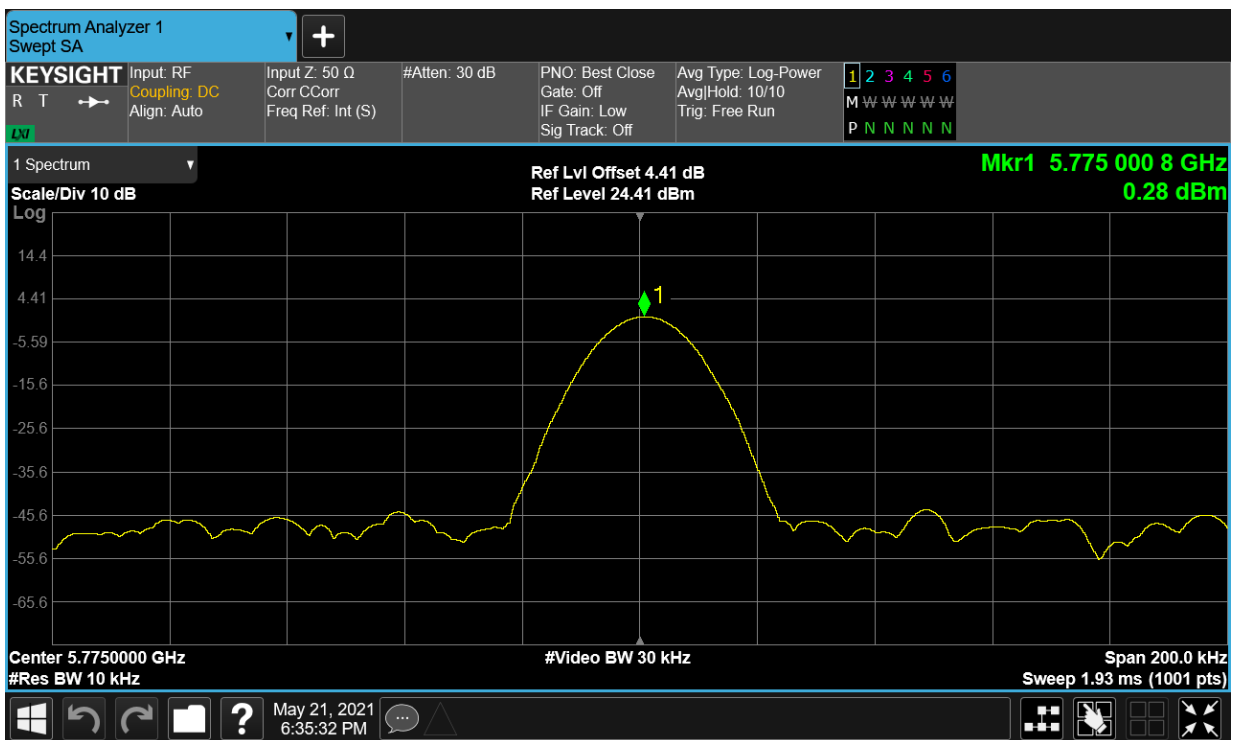 Spectrum Analyzer 1
Swept SA
+
KEYSIGHT
R T
LXI
Input: RF
Coupling: DC
Align: Auto
Input Z: 50 Ω
Corr CCorr
Freq Ref: Int (S)
#Atten: 30 dB
PNO: Best Close
Gate: Off
IF Gain: Low
Sig Track: Off
Avg Type: Log-Power
Avg|Hold: 10/10
Trig: Free Run
1 2 3 4 5 6
M W W W W W
P N N N N N
1 Spectrum
Scale/Div 10 dB
Log
Ref Lvl Offset 4.41 dB
Ref Level 24.41 dBm
Mkr1 5.775 000 8 GHz
0.28 dBm
14.4
4.41
-5.59
-15.6
-25.6
-35.6
-45.6
-55.6
-65.6
1
Center 5.7750000 GHz
#Res BW 10 kHz
#Video BW 30 kHz
Span 200.0 kHz
Sweep 1.93 ms (1001 pts)
?
May 21, 2021
6:35:32 PM